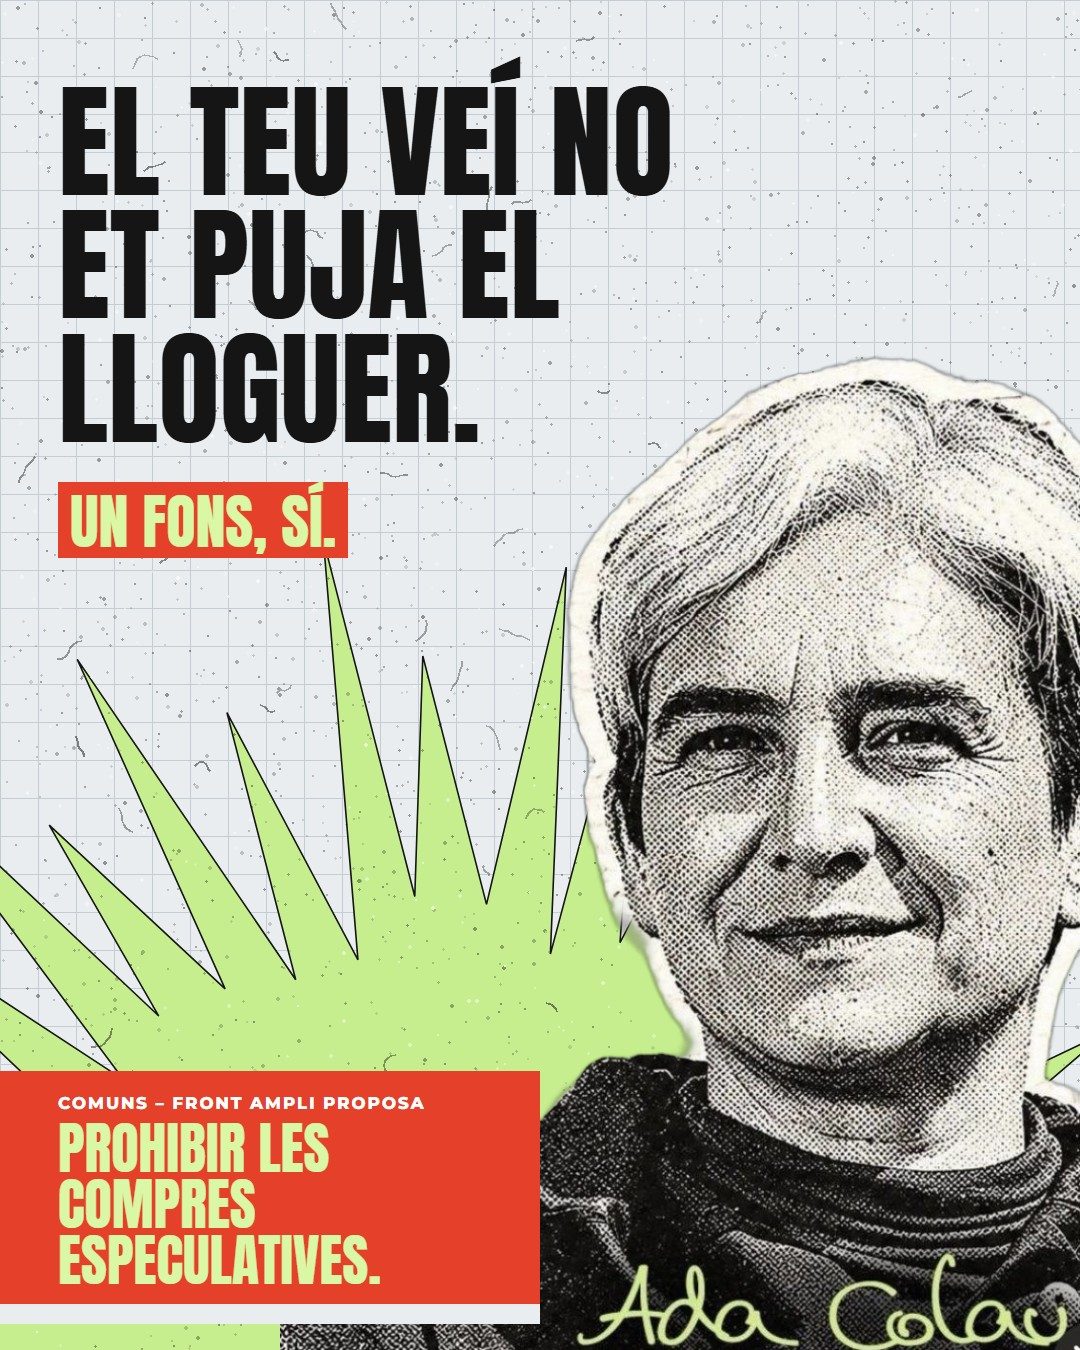 EL TEU VEÍ NO
ET PUJA EL
LLOGUER.
UN FONS, SÍ.
COMUNS – FRONT AMPLI PROPOSA
PROHIBIR LES
COMPRES
ESPECULATIVES.
Ada Colau